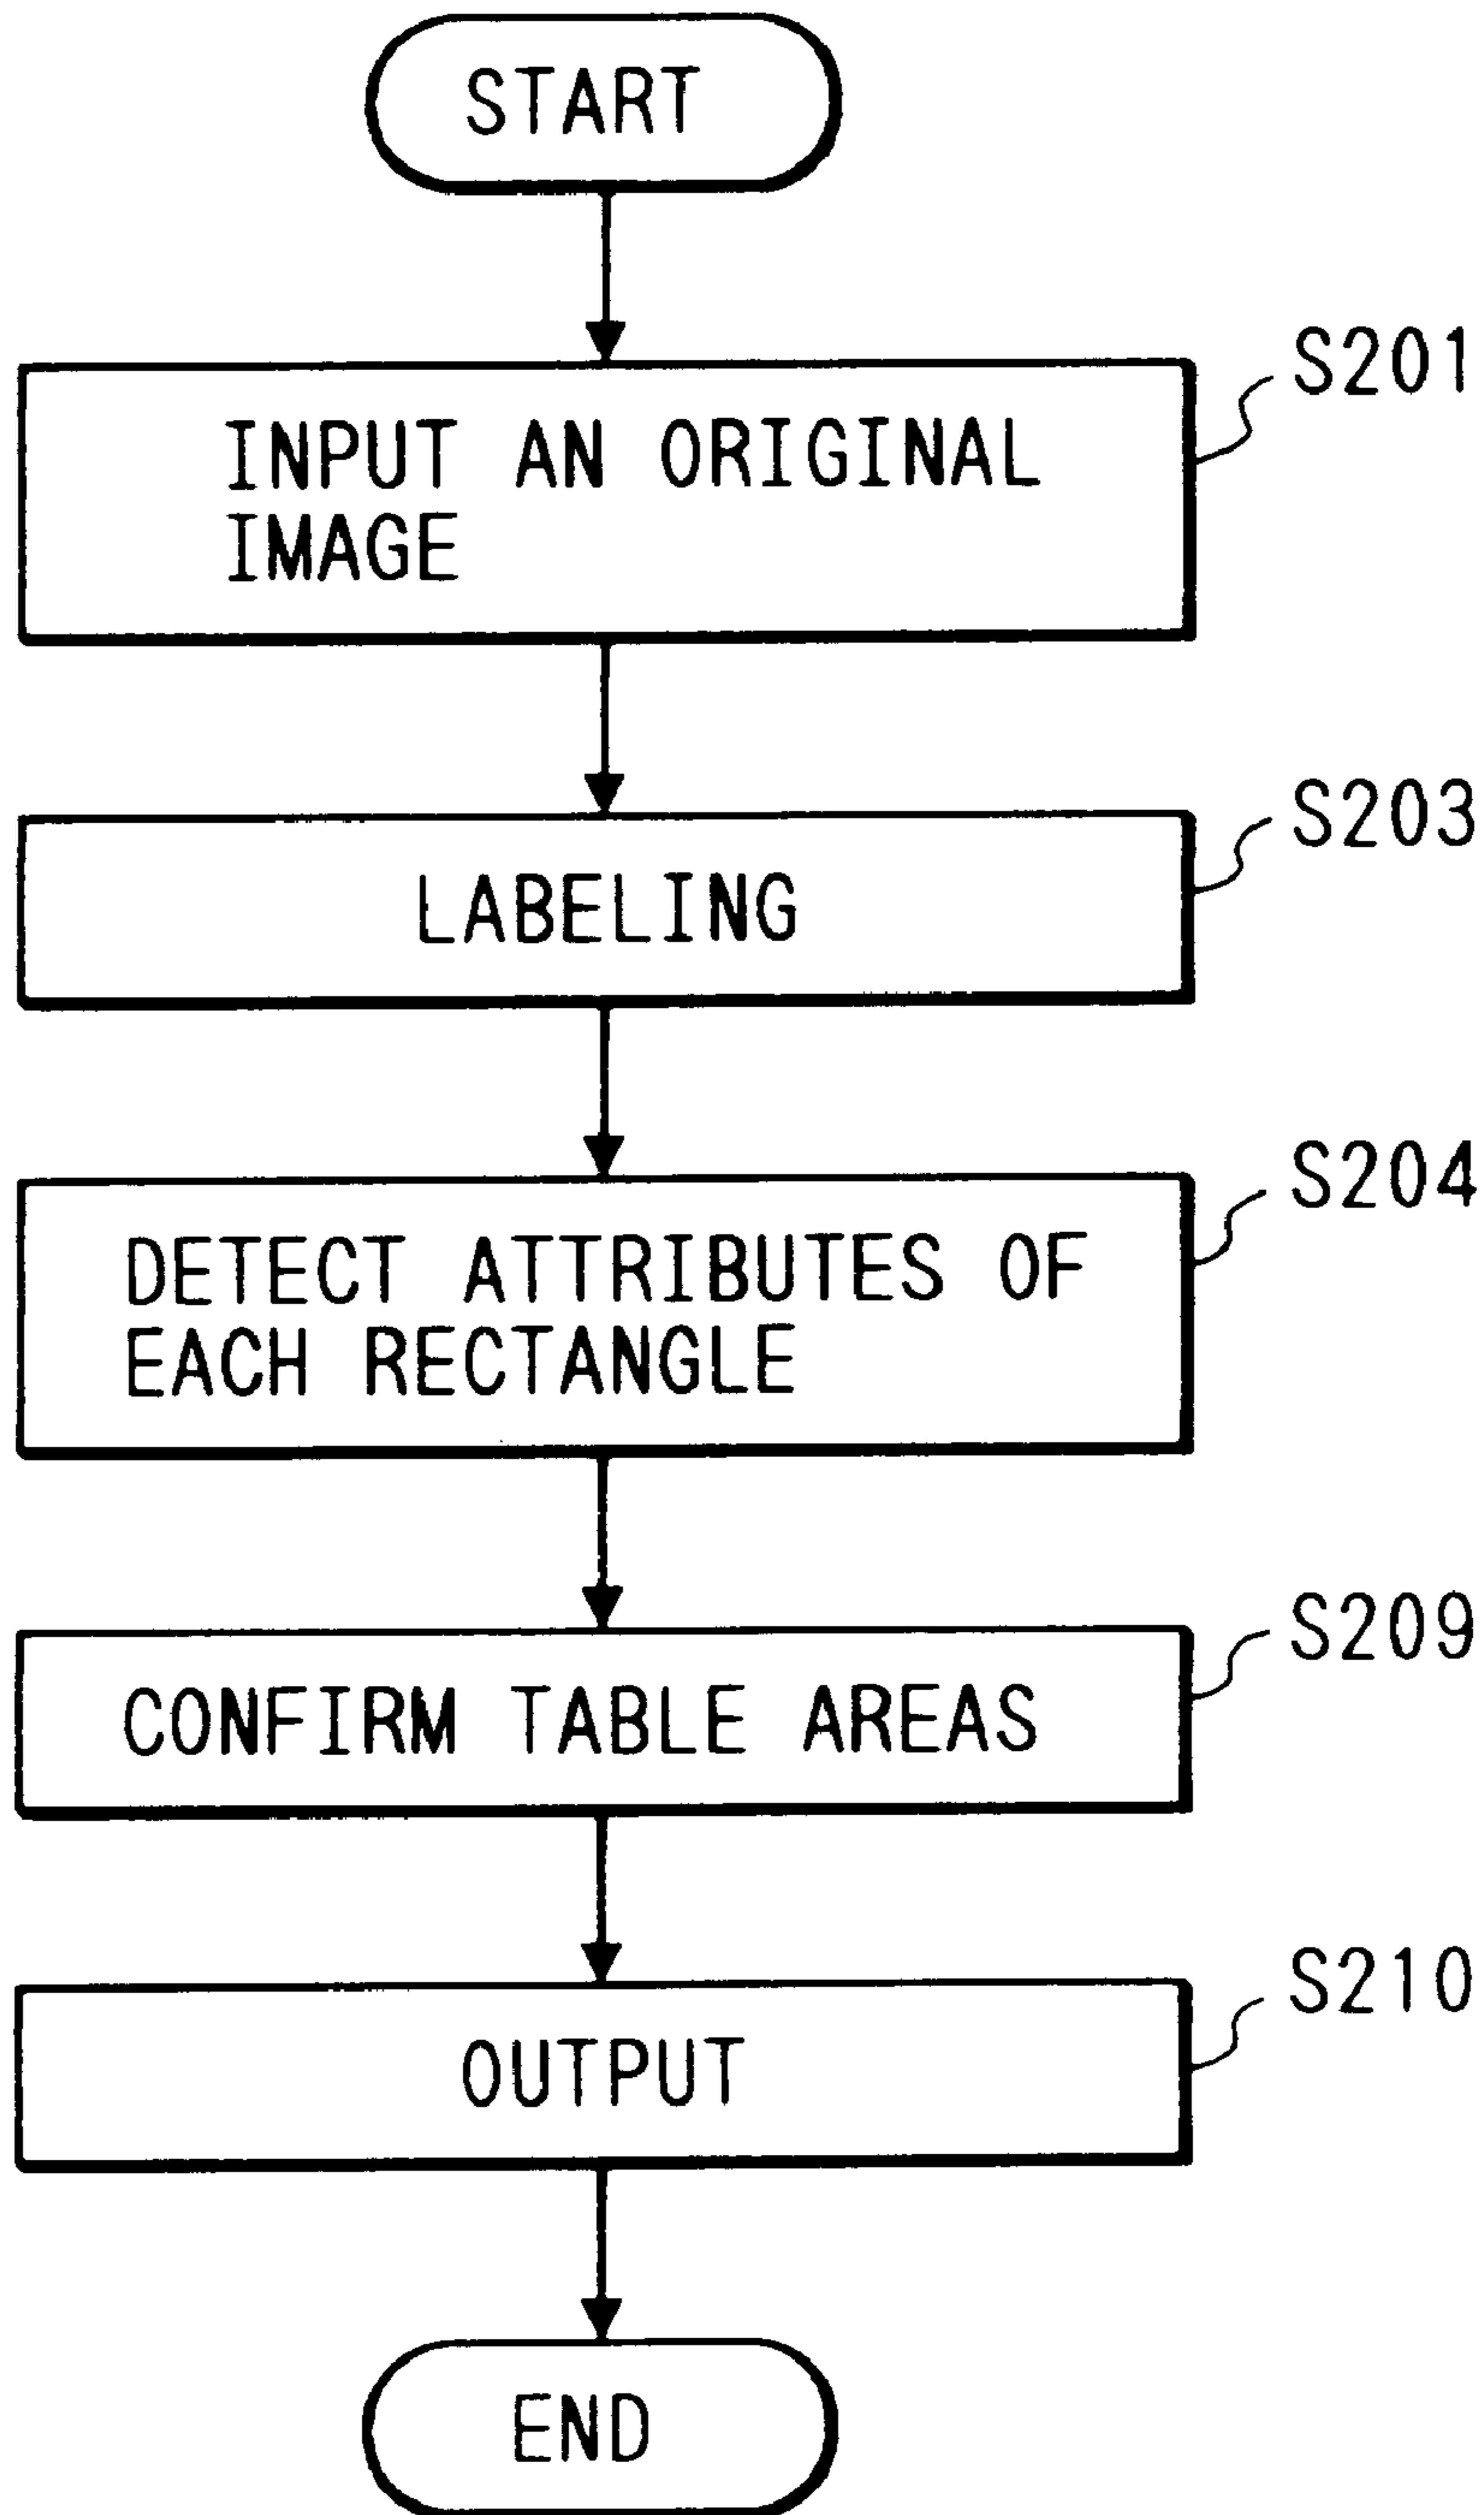 START
S201
INPUT AN ORIGINAL
IMAGE
S203
LABELING
S204
DETECT ATTRIBUTES OF
EACH RECTANGLE
S209
CONFIRM TABLE AREAS
S210
OUTPUT
END